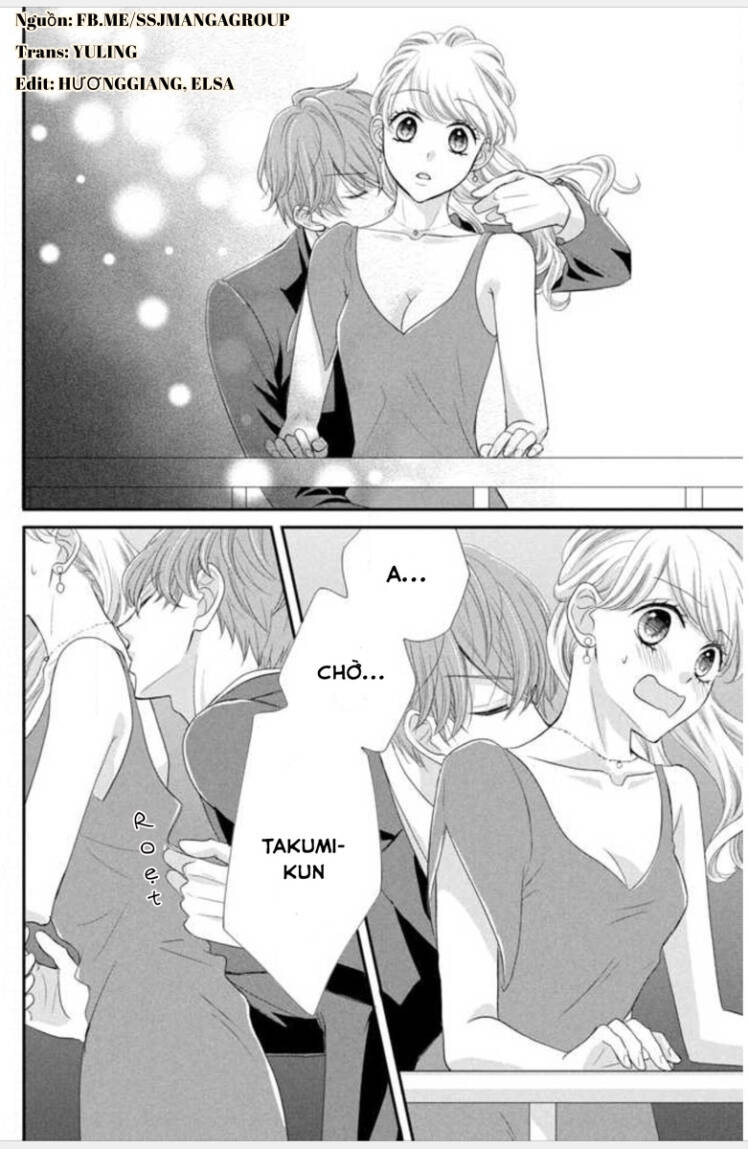 Nguồn: FB.ME/SSJMANGAGROUP
Trans: YULING
Edit: HƯƠNGGIANG, ELSA
A...
CHỜ...
TAKUMI-
KUN
Roẹt